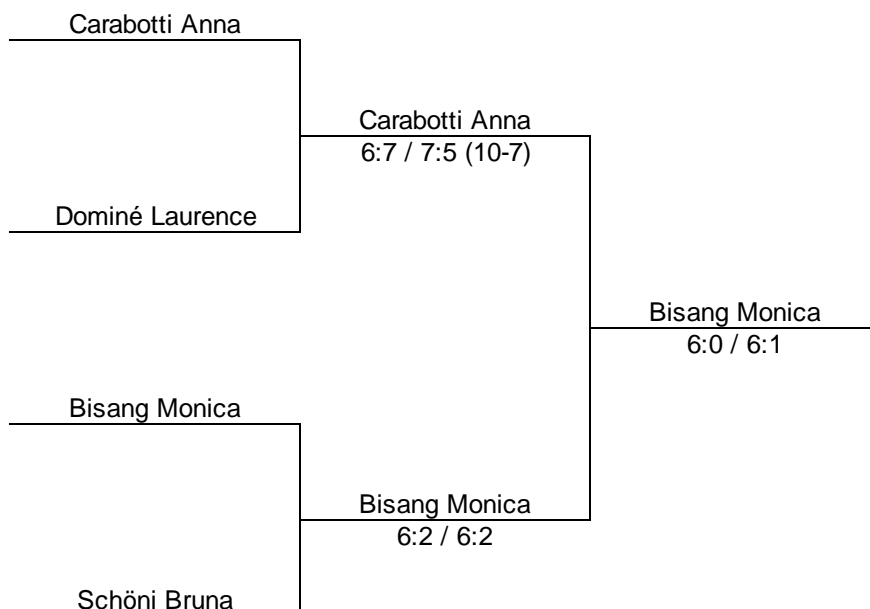 Carabotti Anna
Carabotti Anna
6:7 / 7:5 (10-7)
Dominé Laurence
Bisang Monica
6:0 / 6:1
Bisang Monica
Bisang Monica
6:2 / 6:2
Schöni Bruna